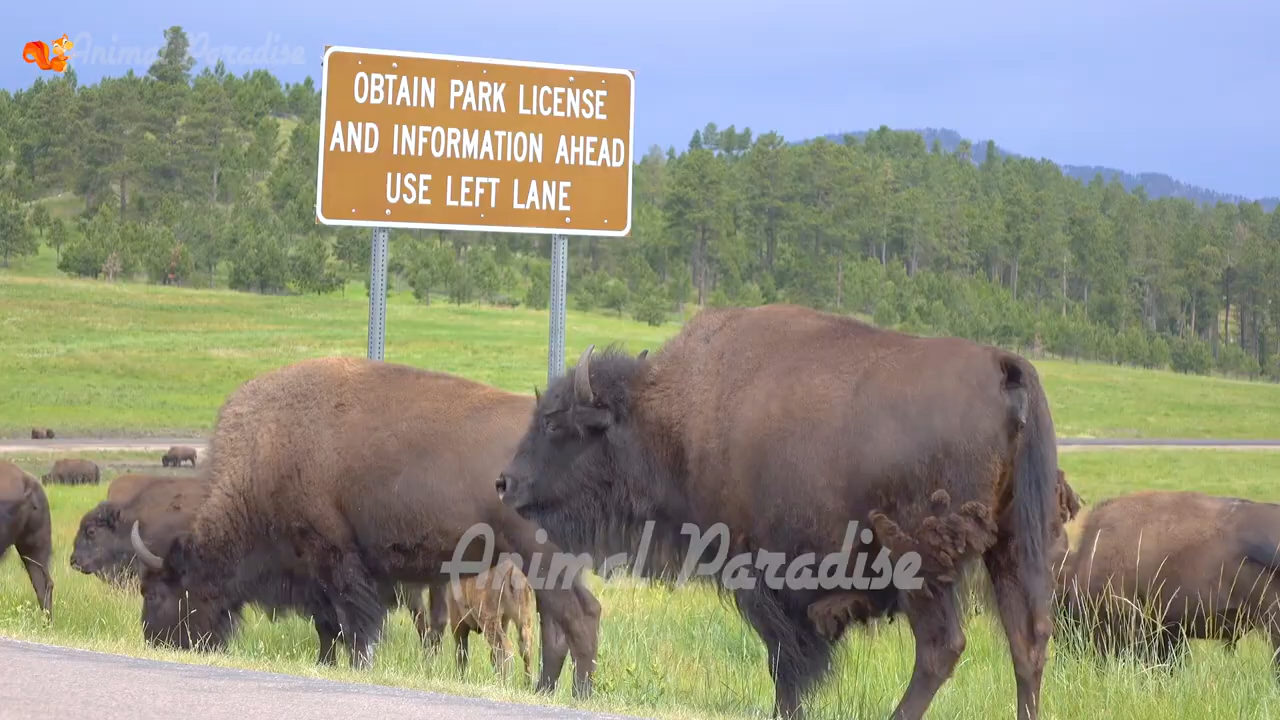 Animal Paradise
OBTAIN PARK LICENSE
AND INFORMATION AHEAD
USE LEFT LANE
Animal Paradise